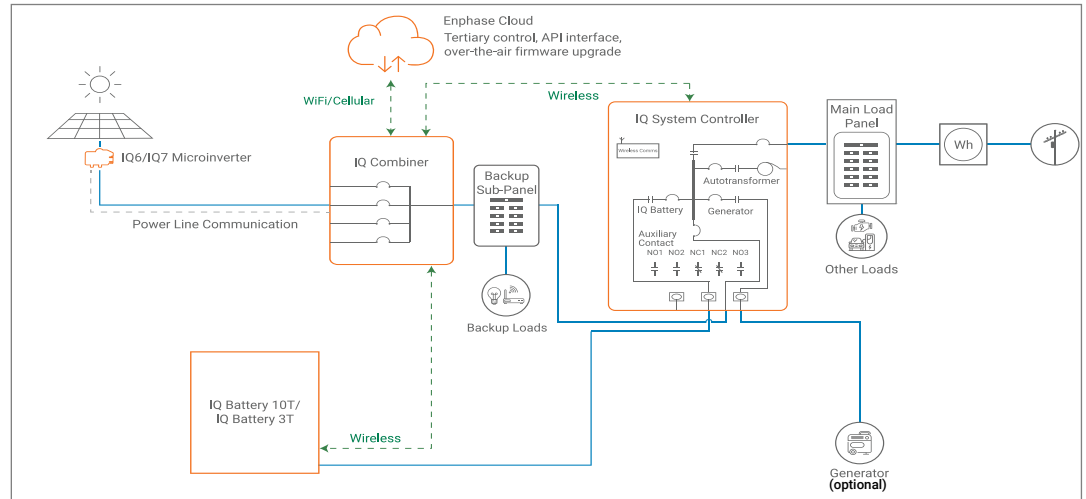 Enphase Cloud
Tertiary control, API interface,
over-the-air firmware upgrade
WiFi/Cellular
Wireless
IQ6/IQ7 Microinverter
Power Line Communication
IQ Combiner
Backup
Sub-Panel
Backup Loads
IQ System Controller
Wireless Comms
Autotransformer
IQ Battery
Generator
Auxiliary
Contact
NO1 NO2 NC1 NC2 NO3
Main Load
Panel
Wh
Other Loads
IQ Battery 10T/
IQ Battery 3T
Wireless
Generator
(optional)